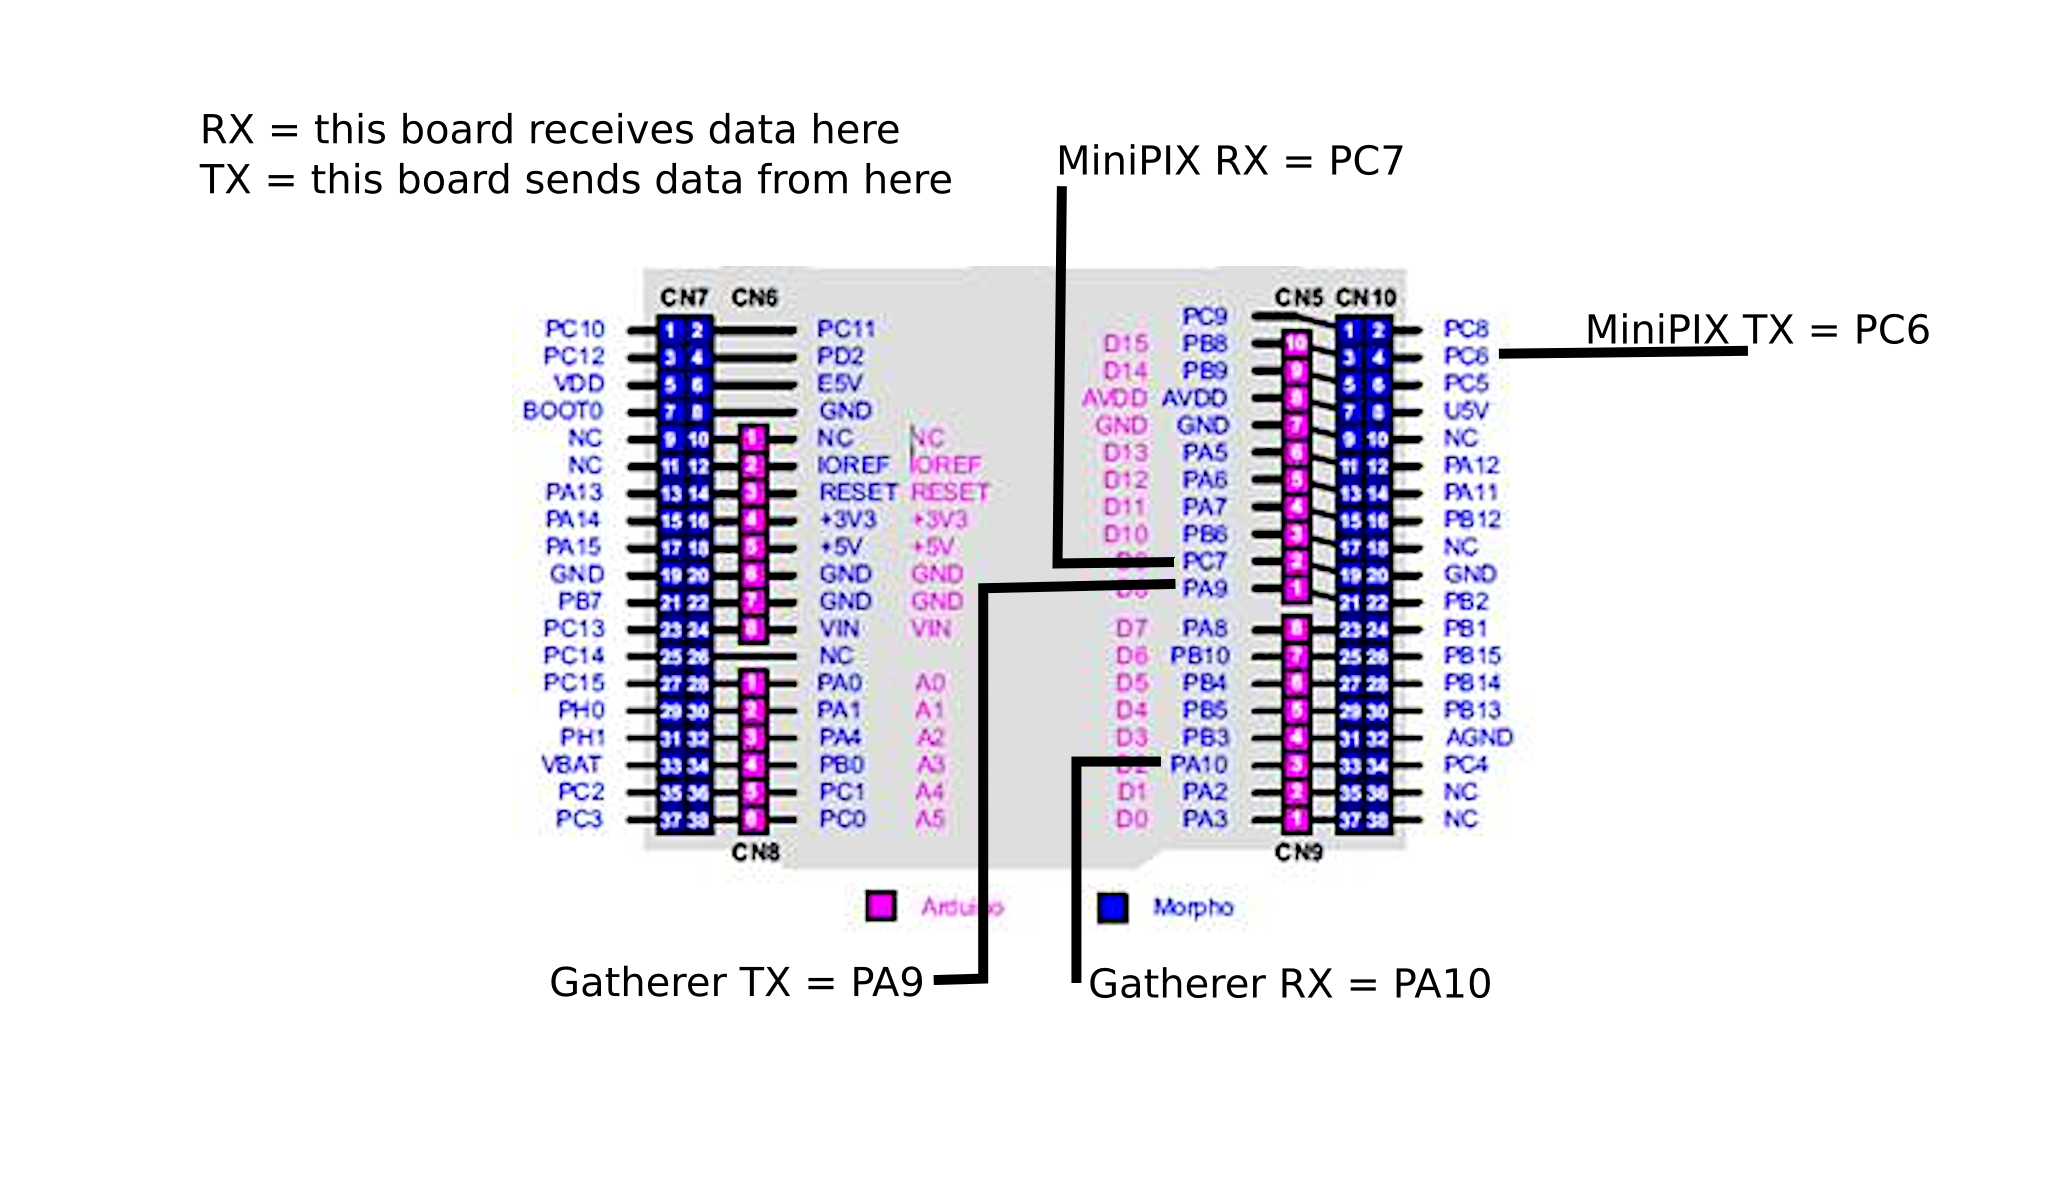 RX = this board receives data here
TX = this board sends data from here
MiniPIX RX = PC7
MiniPIX TX = PC6
CN7 CN6
PC10 1 2 PC11
PC12 3 4 PD2
VDD 5 6 E5V
BOOT0 7 8 GND
NC 9 10 1 NC NC
NC 11 12 2 IOREF IOREF
PA13 13 14 3 RESET RESET
PA14 15 16 4 +3V3 +3V3
PA15 17 18 5 +5V +5V
GND 19 20 6 GND GND
PB7 21 22 7 GND GND
PC13 23 24 8 VIN VIN
PC14 25 26 NC
PC15 27 28 1 PA0 A0
PH0 29 30 2 PA1 A1
PH1 31 32 3 PA4 A2
VBAT 33 34 4 PB0 A3
PC2 35 36 5 PC1 A4
PC3 37 38 6 PC0 A5
CN8
CN5 CN10
PC9 1 2 PC8
D15 PB8 10 3 4 PC6
D14 PB9 9 5 6 PC5
AVDD AVDD 8 7 8 U5V
GND GND 7 9 10 NC
D13 PA5 6 11 12 PA12
D12 PA6 5 13 14 PA11
D11 PA7 4 15 16 PB12
D10 PB6 3 17 18 NC
PC7 2 19 20 GND
PA9 1 21 22 PB2
D7 PA8 8 23 24 PB1
D6 PB10 7 25 26 PB15
D5 PB4 6 27 28 PB14
D4 PB5 5 29 30 PB13
D3 PB3 4 31 32 AGND
D2 PA10 3 33 34 PC4
D1 PA2 2 35 36 NC
D0 PA3 1 37 38 NC
CN9
Arduino Morpho
Gatherer TX = PA9
Gatherer RX = PA10